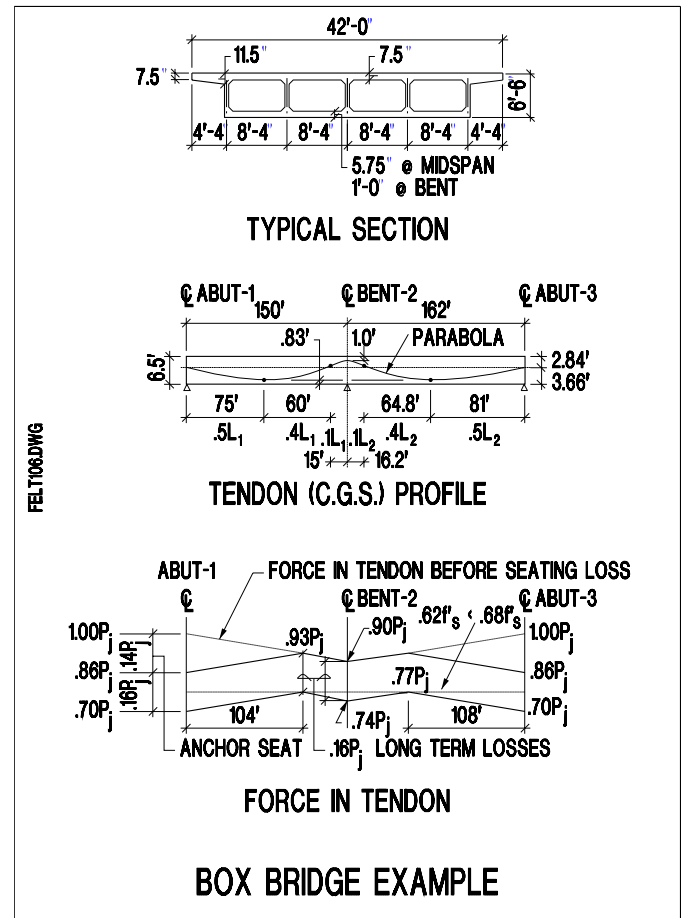 42'-0"
11.5"
7.5"
7.5"
6'-6"
4'-4" 8'-4" 8'-4" 8'-4" 8'-4" 4'-4"
5.75" @ MIDSPAN
1'-0" @ BENT
TYPICAL SECTION
℄ ABUT-1 ℄ BENT-2 ℄ ABUT-3
150' 162'
.83' 1.0' PARABOLA
6.5'
2.84'
3.66'
75' 60' 64.8' 81'
.5L1 .4L1 .1L1 .1L2 .4L2 .5L2
15' 16.2'
TENDON (C.G.S.) PROFILE
FELT106.DWG
ABUT-1 FORCE IN TENDON BEFORE SEATING LOSS
℄ ℄ BENT-2 ℄ ABUT-3
.62f's < .68f's
1.00Pj .93Pj .90Pj 1.00Pj
.14Pj
.86Pj .77Pj .86Pj
.16Pj
.70Pj .74Pj .70Pj
104' 108'
ANCHOR SEAT .16Pj LONG TERM LOSSES
FORCE IN TENDON
BOX BRIDGE EXAMPLE